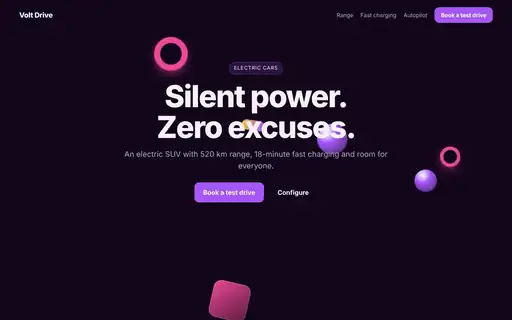 Volt Drive
Range
Fast charging
Autopilot
Book a test drive
ELECTRIC CARS
Silent power.
Zero excuses.
An electric SUV with 520 km range, 18-minute fast charging and room for
everyone.
Book a test drive
Configure